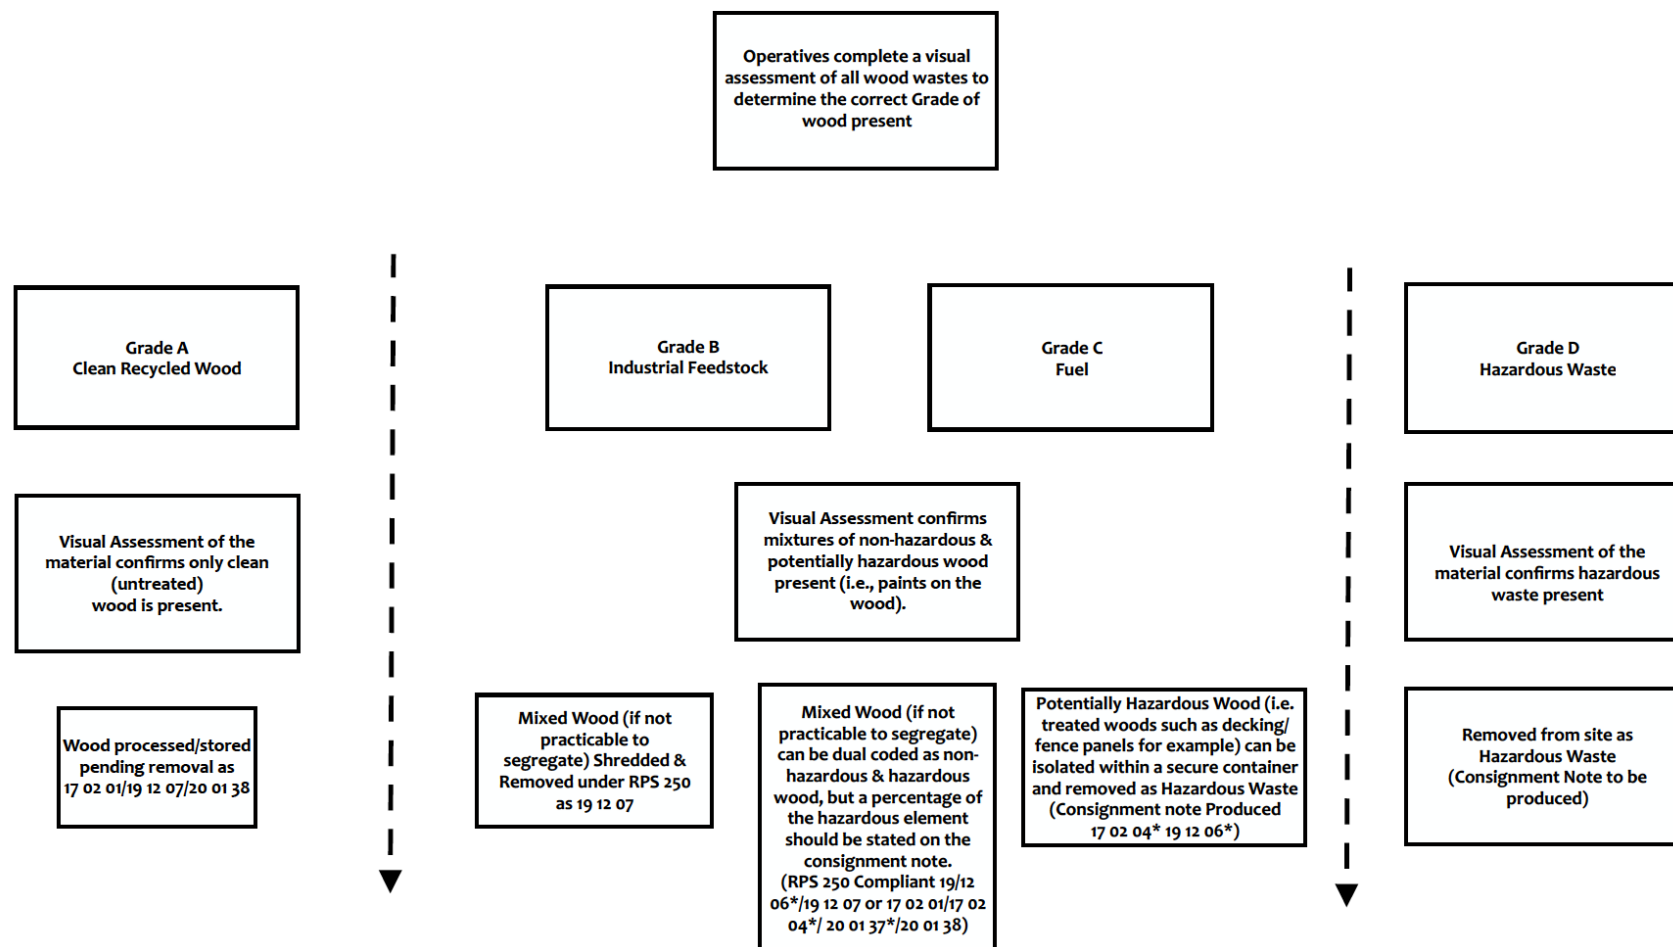 Operatives complete a visual
assessment of all wood wastes to
determine the correct Grade of
wood present
Grade A
Clean Recycled Wood
Grade B
Industrial Feedstock
Grade C
Fuel
Grade D
Hazardous Waste
Visual Assessment of the
material confirms only clean
(untreated)
wood is present.
Visual Assessment confirms
mixtures of non-hazardous &
potentially hazardous wood
present (i.e., paints on the
wood).
Visual Assessment of the
material confirms hazardous
waste present
Wood processed/stored
pending removal as
17 02 01/19 12 07/20 01 38
Mixed Wood (if not
practicable to
segregate) Shredded &
Removed under RPS 250
as 19 12 07
Mixed Wood (if not
practicable to segregate)
can be dual coded as non-
hazardous & hazardous
wood, but a percentage of
the hazardous element
should be stated on the
consignment note.
(RPS 250 Compliant 19/12
06*/19 12 07 or 17 02 01/17 02
04*/ 20 01 37*/20 01 38)
Potentially Hazardous Wood (i.e.
treated woods such as decking/
fence panels for example) can be
isolated within a secure container
and removed as Hazardous Waste
(Consignment note Produced
17 02 04* 19 12 06*)
Removed from site as
Hazardous Waste
(Consignment Note to be
produced)